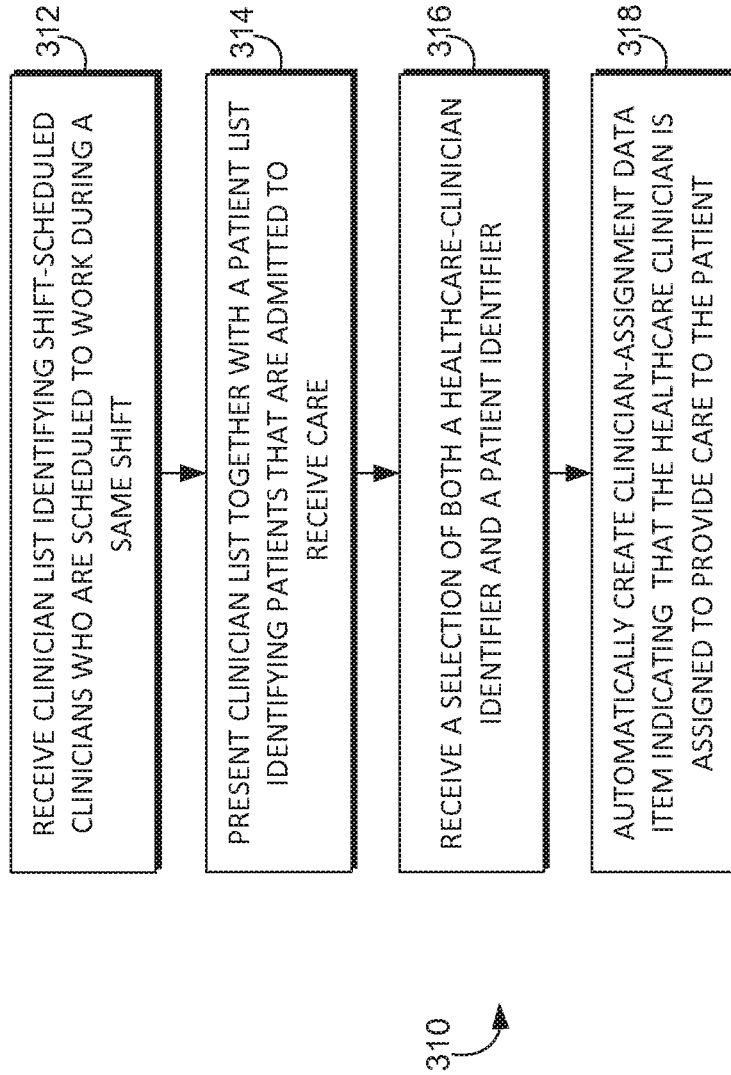 310
312
RECEIVE CLINICIAN LIST IDENTIFYING SHIFT-SCHEDULED
CLINICIANS WHO ARE SCHEDULED TO WORK DURING A
SAME SHIFT
314
PRESENT CLINICIAN LIST TOGETHER WITH A PATIENT LIST
IDENTIFYING PATIENTS THAT ARE ADMITTED TO
RECEIVE CARE
316
RECEIVE A SELECTION OF BOTH A HEALTHCARE-CLINICIAN
IDENTIFIER AND A PATIENT IDENTIFIER
318
AUTOMATICALLY CREATE CLINICIAN-ASSIGNMENT DATA
ITEM INDICATING THAT THE HEALTHCARE CLINICIAN IS
ASSIGNED TO PROVIDE CARE TO THE PATIENT